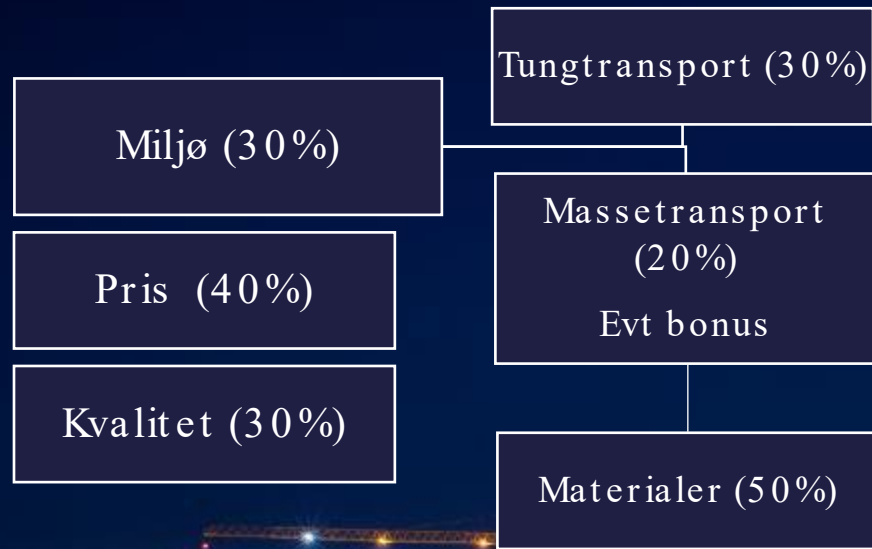 Miljø (30%)
Pris (40%)
Kvalitet (30%)
Tungtransport (30%)
Massetransport
(20%)
Evt bonus
Materialer (50%)